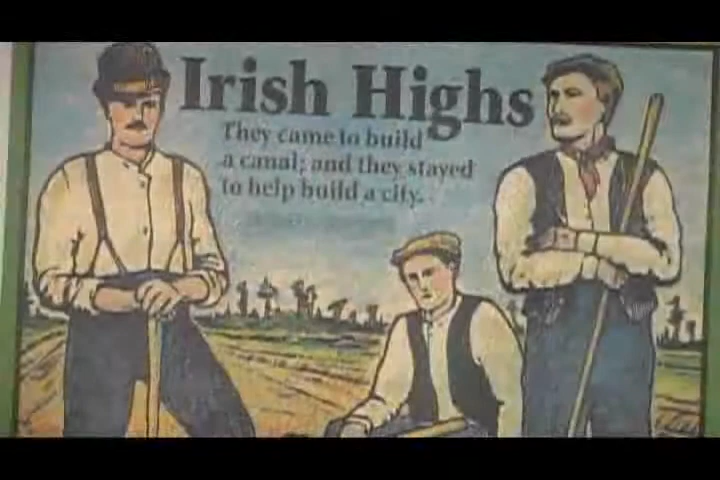 Irish Highs
They came to build
a canal; and they stayed
to help build a city.